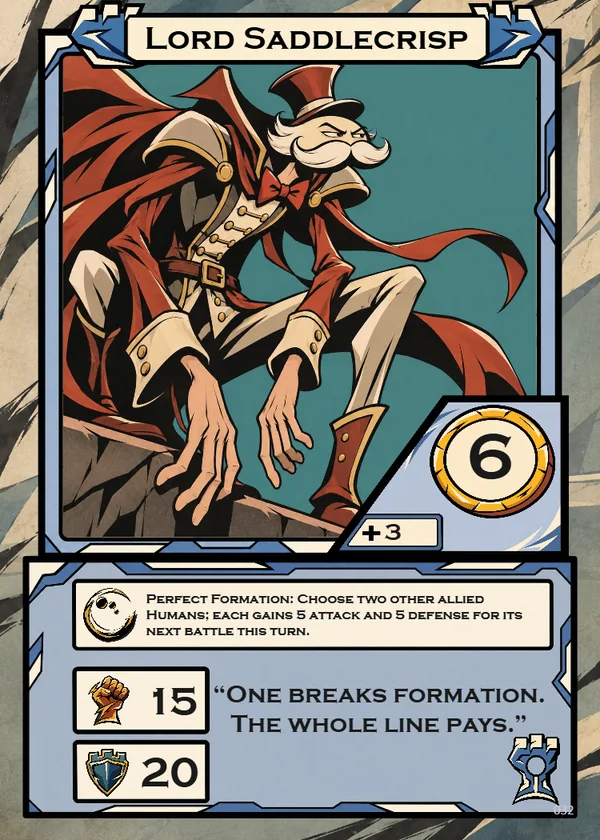 Lord Saddlecrisp
6
+3
Perfect Formation: Choose two other allied
Humans; each gains 5 attack and 5 defense for its
next battle this turn.
15
“One breaks formation.
The whole line pays.”
20
032